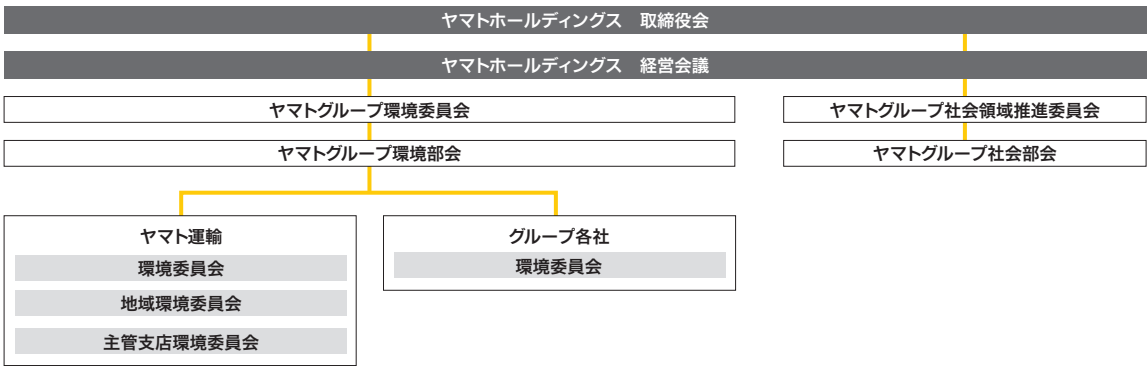 ヤマトホールディングス　取締役会
ヤマトホールディングス　経営会議
ヤマトグループ環境委員会
ヤマトグループ社会領域推進委員会
ヤマトグループ環境部会
ヤマトグループ社会部会
ヤマト運輸
環境委員会
地域環境委員会
主管支店環境委員会
グループ各社
環境委員会